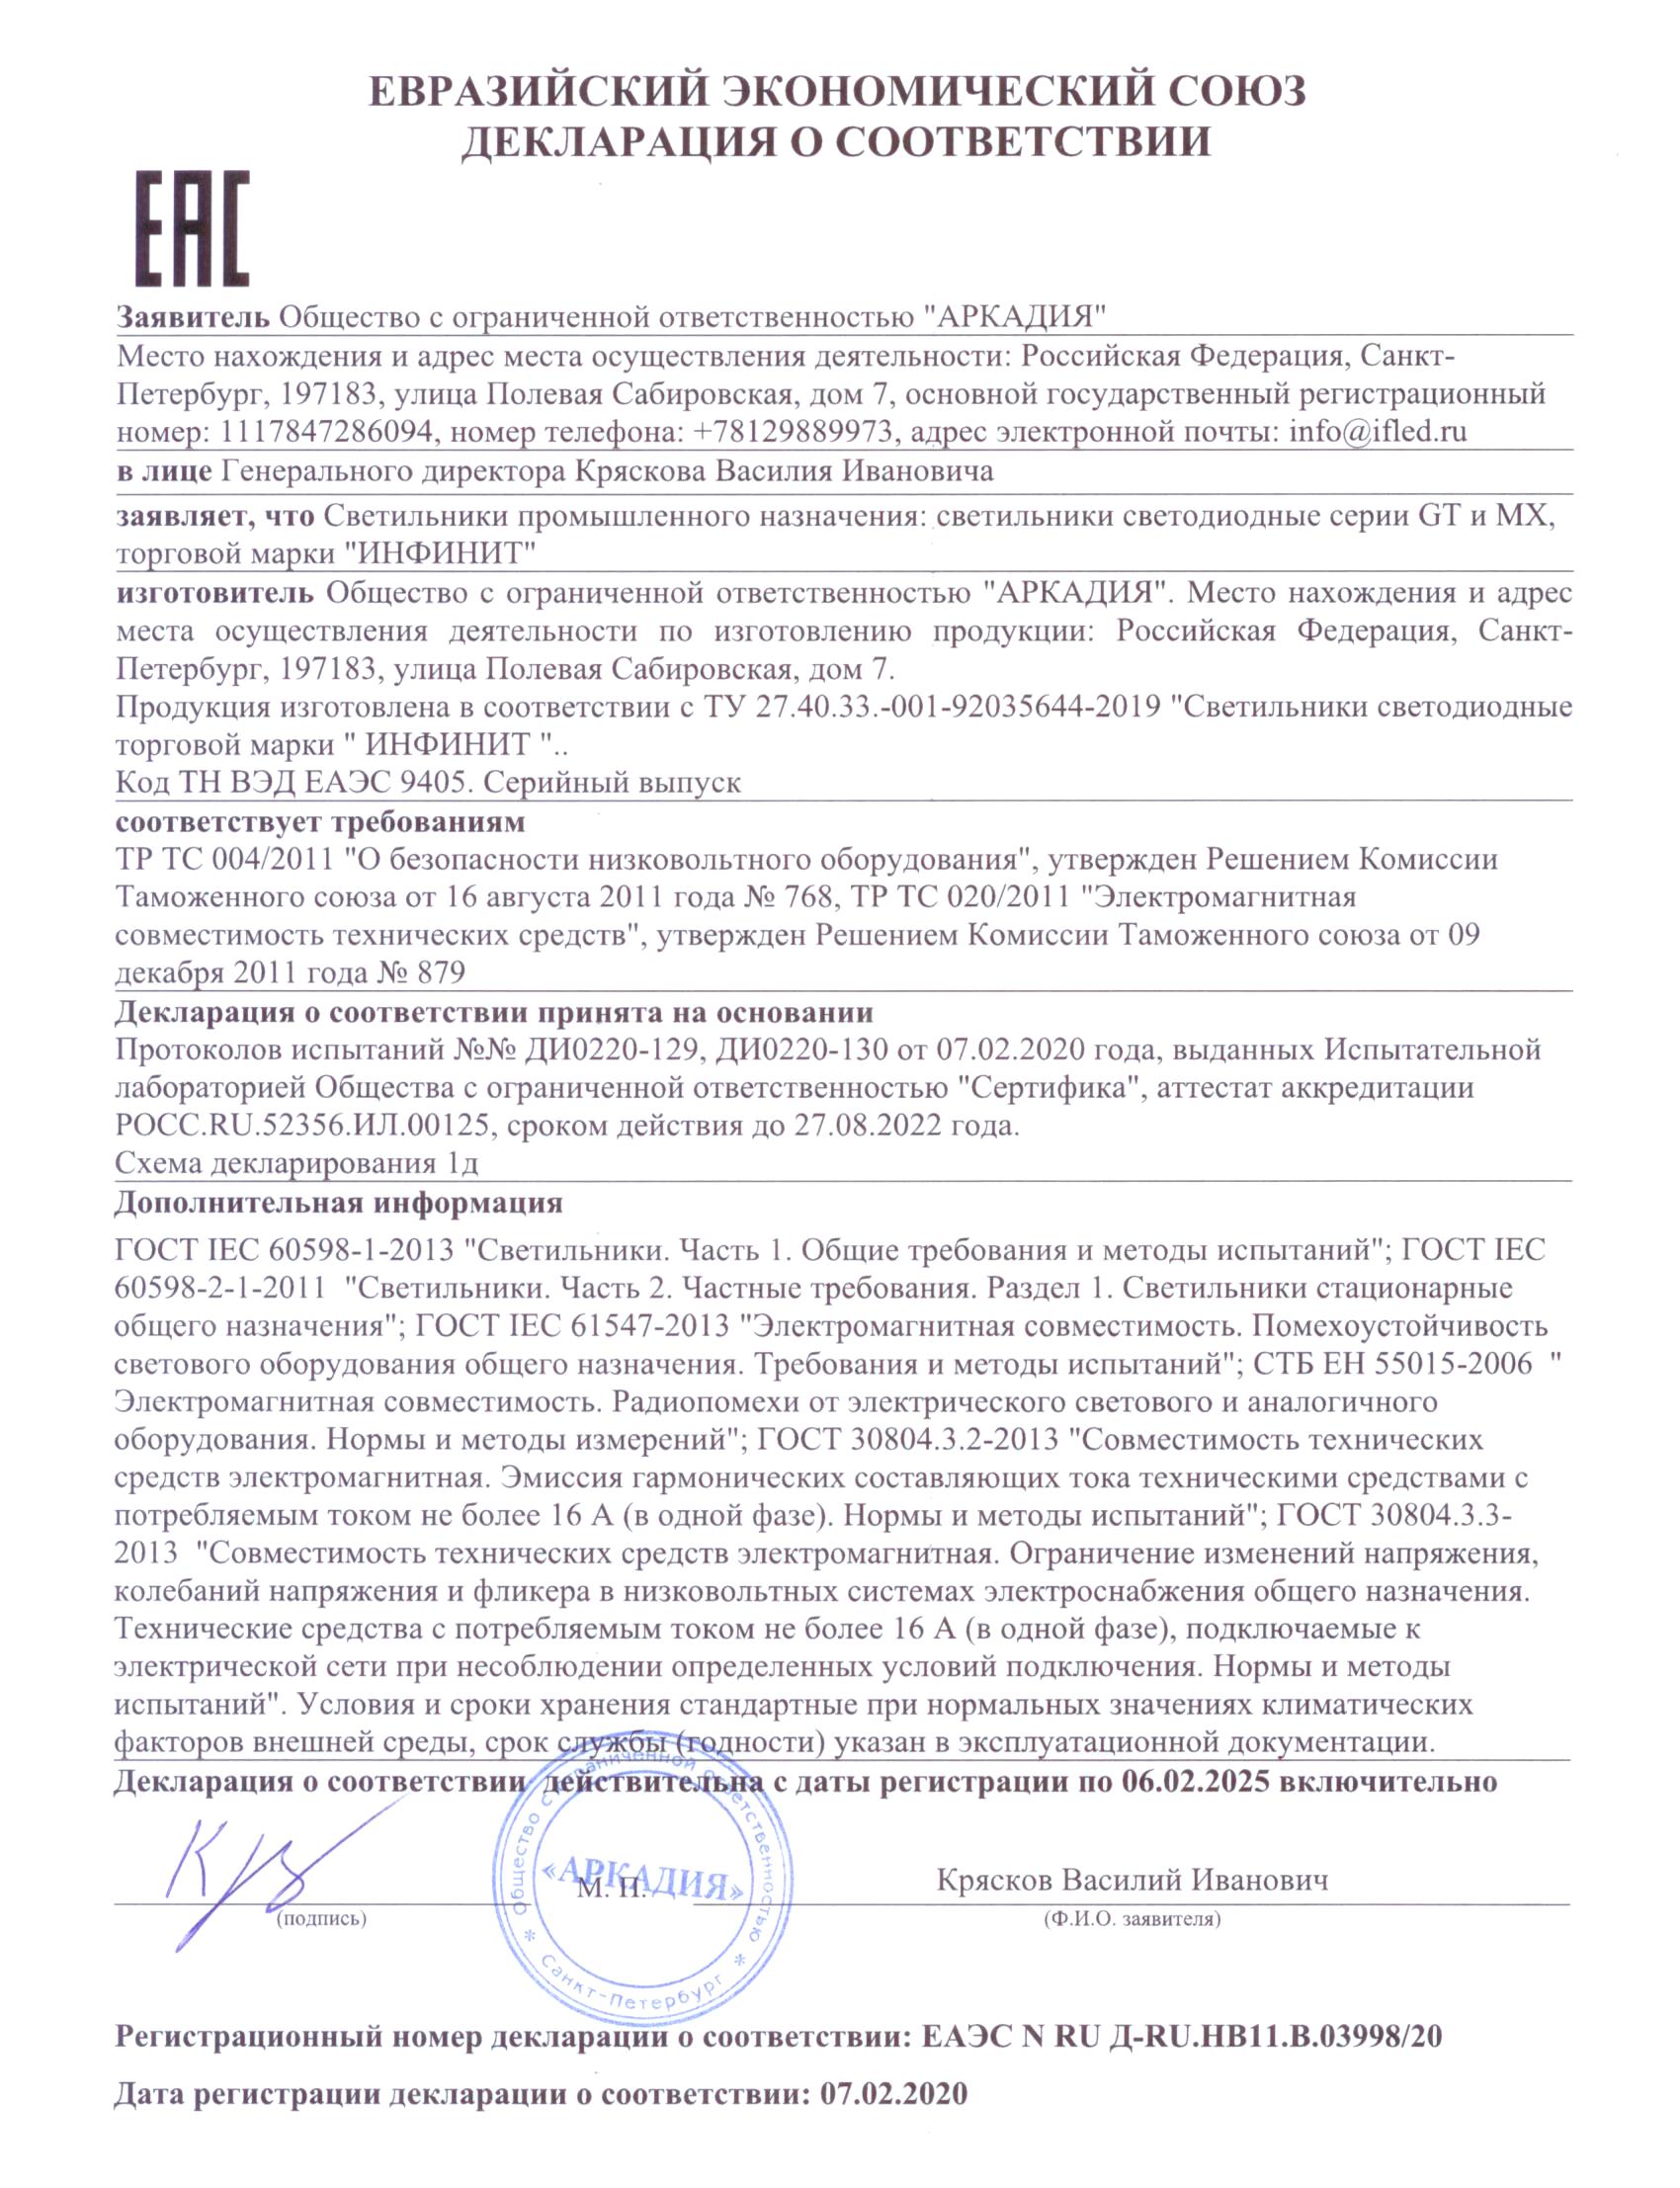 ЕВРАЗИЙСКИЙ ЭКОНОМИЧЕСКИЙ СОЮЗ
ДЕКЛАРАЦИЯ О СООТВЕТСТВИИ
ЕАС
Заявитель Общество с ограниченной ответственностью "АРКАДИЯ"
Место нахождения и адрес места осуществления деятельности: Российская Федерация, Санкт-
Петербург, 197183, улица Полевая Сабировская, дом 7, основной государственный регистрационный
номер: 1117847286094, номер телефона: +78129889973, адрес электронной почты: info@ifled.ru
в лице Генерального директора Кряскова Василия Ивановича
заявляет, что Светильники промышленного назначения: светильники светодиодные серии GT и MX,
торговой марки "ИНФИНИТ"
изготовитель Общество с ограниченной ответственностью "АРКАДИЯ". Место нахождения и адрес
места осуществления деятельности по изготовлению продукции: Российская Федерация, Санкт-
Петербург, 197183, улица Полевая Сабировская, дом 7.
Продукция изготовлена в соответствии с ТУ 27.40.33.-001-92035644-2019 "Светильники светодиодные
торговой марки " ИНФИНИТ "..
Код ТН ВЭД ЕАЭС 9405. Серийный выпуск
соответствует требованиям
ТР ТС 004/2011 "О безопасности низковольтного оборудования", утвержден Решением Комиссии
Таможенного союза от 16 августа 2011 года № 768, ТР ТС 020/2011 "Электромагнитная
совместимость технических средств", утвержден Решением Комиссии Таможенного союза от 09
декабря 2011 года № 879
Декларация о соответствии принята на основании
Протоколов испытаний №№ ДИ0220-129, ДИ0220-130 от 07.02.2020 года, выданных Испытательной
лабораторией Общества с ограниченной ответственностью "Сертифика", аттестат аккредитации
РОСС.RU.52356.ИЛ.00125, сроком действия до 27.08.2022 года.
Схема декларирования 1д
Дополнительная информация
ГОСТ IEC 60598-1-2013 "Светильники. Часть 1. Общие требования и методы испытаний"; ГОСТ IEC
60598-2-1-2011 "Светильники. Часть 2. Частные требования. Раздел 1. Светильники стационарные
общего назначения"; ГОСТ IEC 61547-2013 "Электромагнитная совместимость. Помехоустойчивость
светового оборудования общего назначения. Требования и методы испытаний"; СТБ ЕН 55015-2006 "
Электромагнитная совместимость. Радиопомехи от электрического светового и аналогичного
оборудования. Нормы и методы измерений"; ГОСТ 30804.3.2-2013 "Совместимость технических
средств электромагнитная. Эмиссия гармонических составляющих тока техническими средствами с
потребляемым током не более 16 А (в одной фазе). Нормы и методы испытаний"; ГОСТ 30804.3.3-
2013 "Совместимость технических средств электромагнитная. Ограничение изменений напряжения,
колебаний напряжения и фликера в низковольтных системах электроснабжения общего назначения.
Технические средства с потребляемым током не более 16 А (в одной фазе), подключаемые к
электрической сети при несоблюдении определенных условий подключения. Нормы и методы
испытаний". Условия и сроки хранения стандартные при нормальных значениях климатических
факторов внешней среды, срок службы (годности) указан в эксплуатационной документации.
Декларация о соответствии действительна с даты регистрации по 06.02.2025 включительно
Общество с ограниченной ответственностью
«АРКАДИЯ»
* Санкт-Петербург *
М. П.
Крясков Василий Иванович
(подпись)
(Ф.И.О. заявителя)
Регистрационный номер декларации о соответствии: ЕАЭС N RU Д-RU.НВ11.В.03998/20
Дата регистрации декларации о соответствии: 07.02.2020